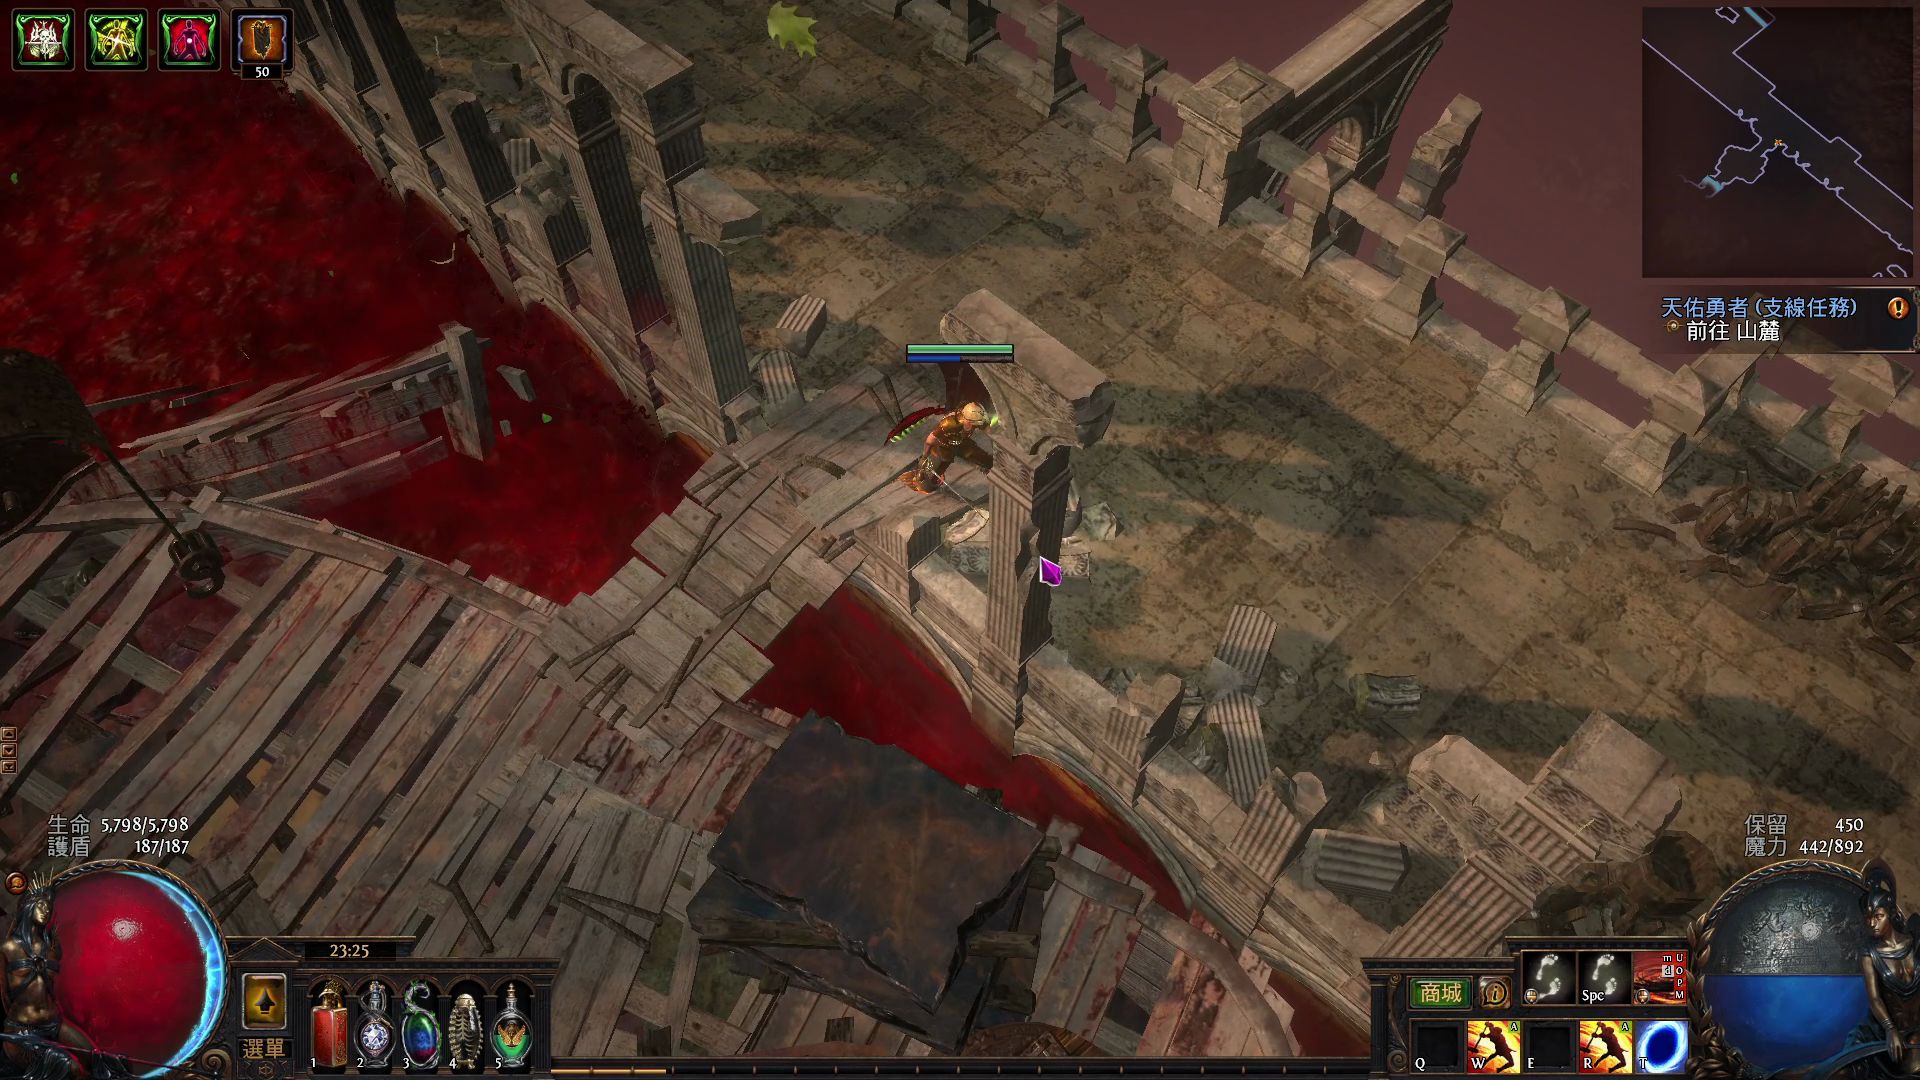 50
天佑勇者 (支線任務)
前往 山麓
生命 5,798/5,798
護盾 187/187
保留 450
魔力 442/892
23:25
選單
1
2
3
4
5
商城
Spc
m U
d O
P
M
Q
W
A
E
R
A
T